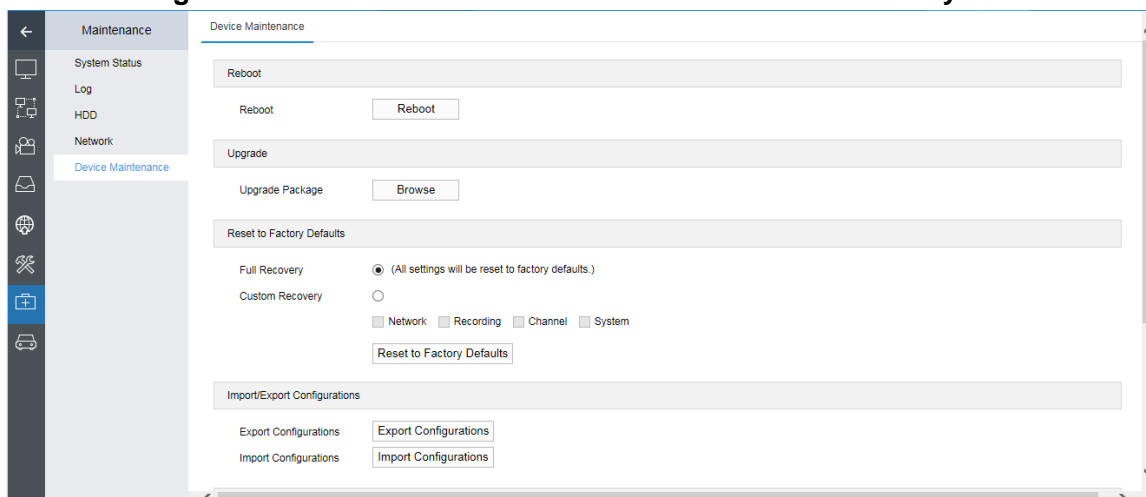 Maintenance
Device Maintenance
System Status
Log
HDD
Network
Device Maintenance
Reboot
Reboot Reboot
Upgrade
Upgrade Package Browse
Reset to Factory Defaults
Full Recovery (All settings will be reset to factory defaults.)
Custom Recovery
Network Recording Channel System
Reset to Factory Defaults
Import/Export Configurations
Export Configurations Export Configurations
Import Configurations Import Configurations